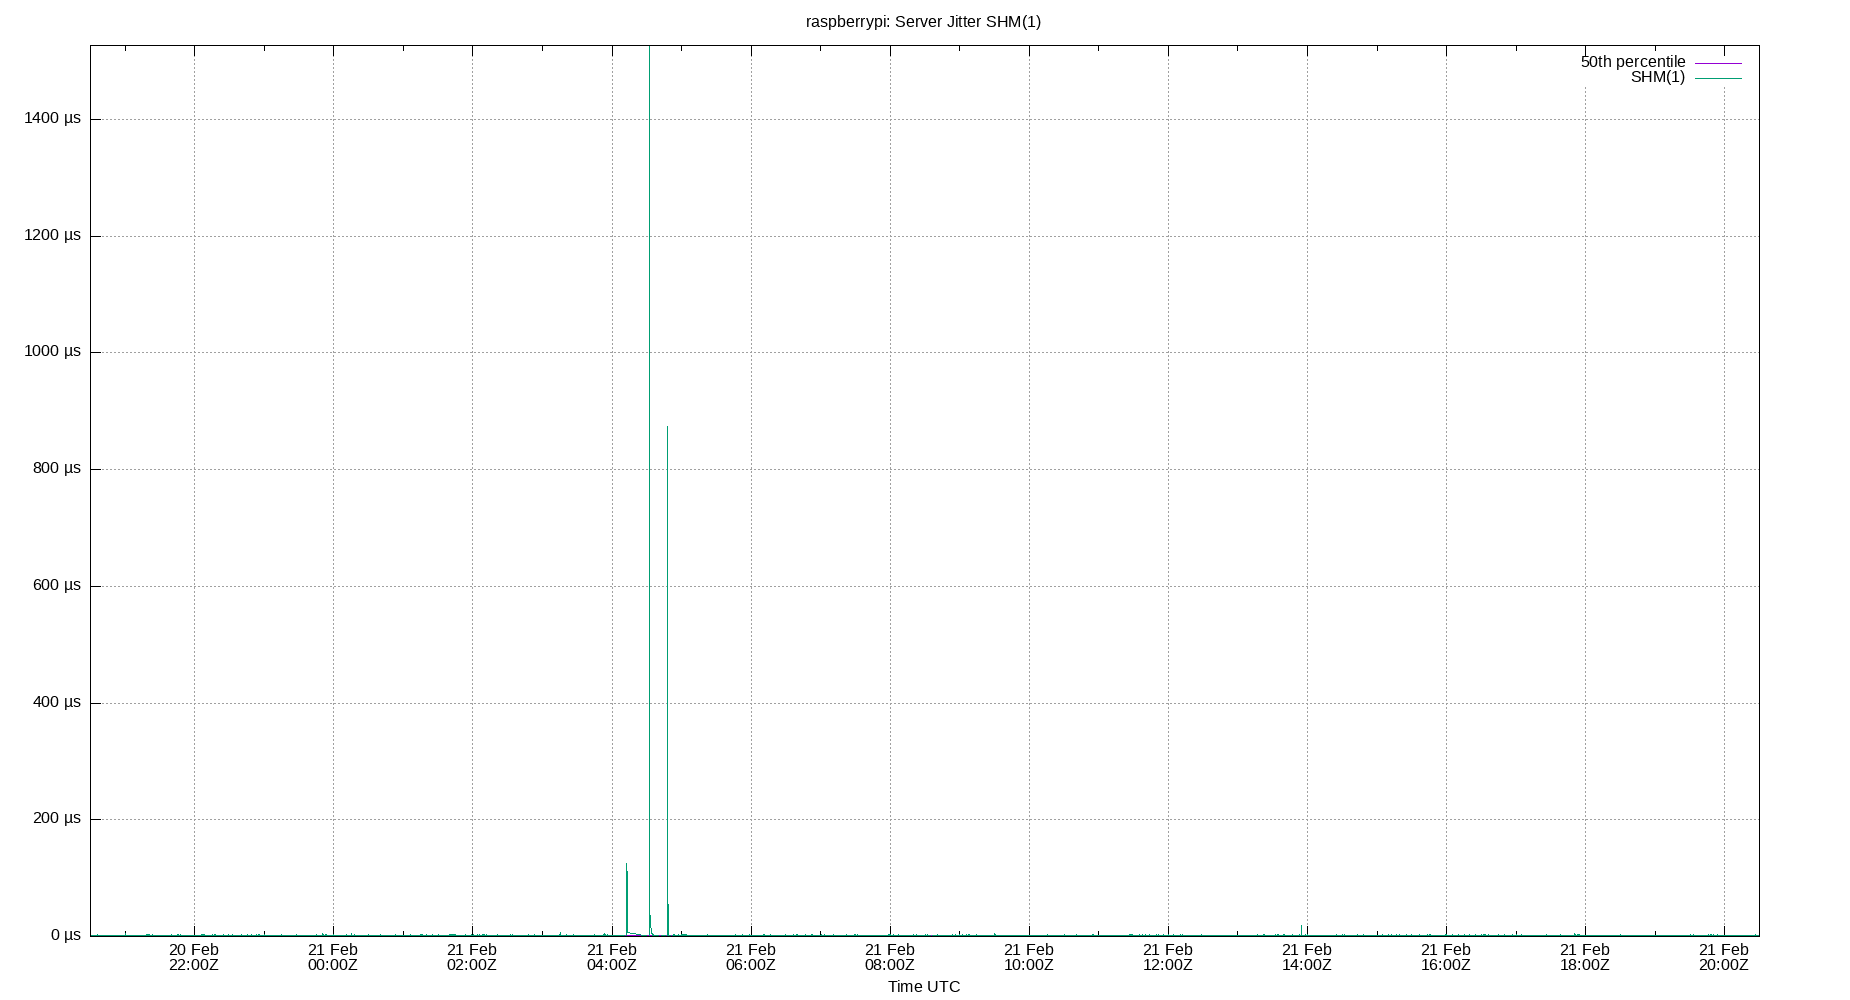 raspberrypi: Server Jitter SHM(1)
50th percentile
SHM(1)
1400 µs
1200 µs
1000 µs
800 µs
600 µs
400 µs
200 µs
0 µs
20 Feb 21 Feb 21 Feb 21 Feb 21 Feb 21 Feb 21 Feb 21 Feb 21 Feb 21 Feb 21 Feb 21 Feb
22:00Z 00:00Z 02:00Z 04:00Z 06:00Z 08:00Z 10:00Z 12:00Z 14:00Z 16:00Z 18:00Z 20:00Z
Time UTC